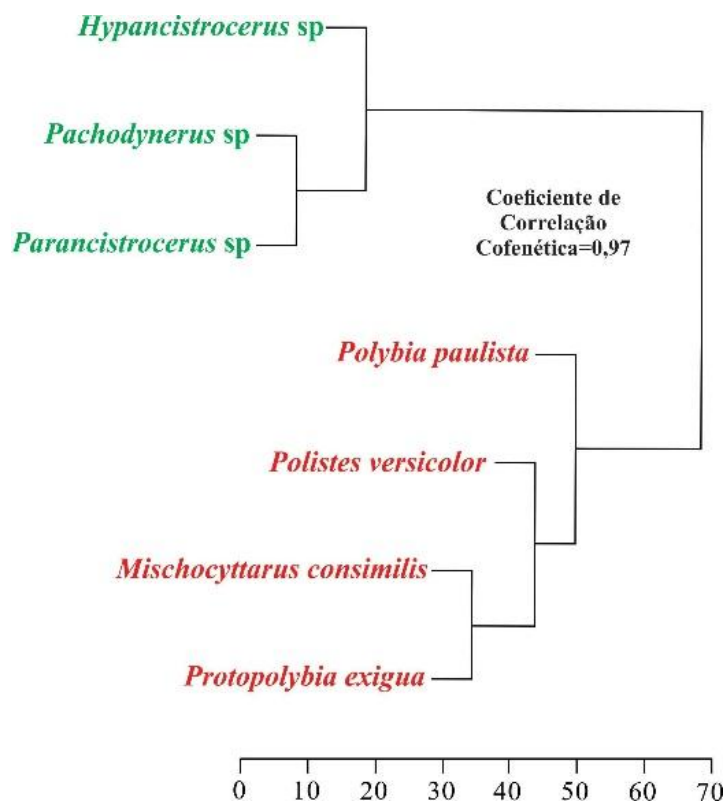 Hypancistrocerus sp
Pachodynerus sp
Coeficiente de
Correlação
Cofenética=0,97
Parancistrocerus sp
Polybia paulista
Polistes versicolor
Mischocyttarus consimilis
Protopolybia exigua
0 10 20 30 40 50 60 70